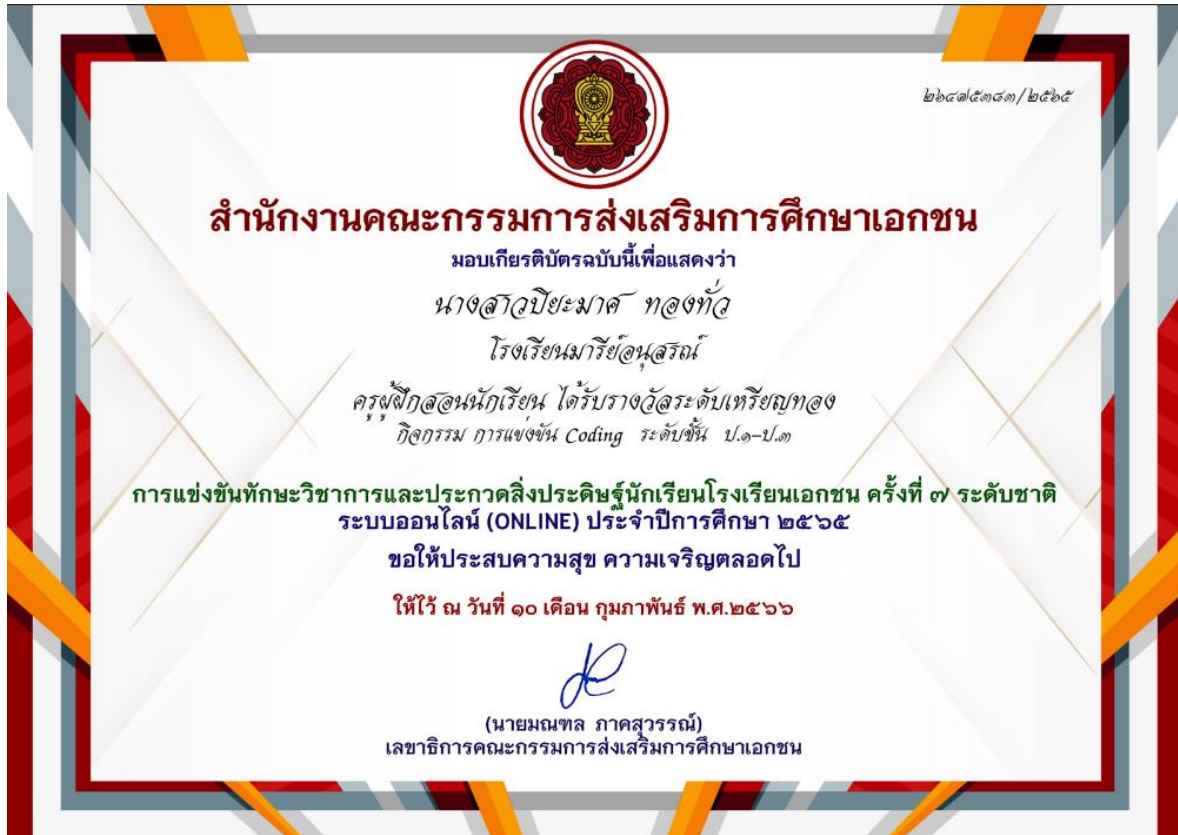 ๒๖๔๗๕๓๘๓/๒๕๖๕
สำนักงานคณะกรรมการส่งเสริมการศึกษาเอกชน
มอบเกียรติบัตรฉบับนี้เพื่อแสดงว่า
นางสาวปิยะมาศ ทองทั่ว
โรงเรียนมารีย์อนุสรณ์
ครูผู้ฝึกสอนนักเรียน ได้รับรางวัลระดับเหรียญทอง
กิจกรรม การแข่งขัน Coding ระดับชั้น ป.๑-ป.๓
การแข่งขันทักษะวิชาการและประกวดสิ่งประดิษฐ์นักเรียนโรงเรียนเอกชน ครั้งที่ ๗ ระดับชาติ
ระบบออนไลน์ (ONLINE) ประจำปีการศึกษา ๒๕๖๕
ขอให้ประสบความสุข ความเจริญตลอดไป
ให้ไว้ ณ วันที่ ๑๐ เดือน กุมภาพันธ์ พ.ศ.๒๕๖๖
(นายมณฑล ภาคสุวรรณ์)
เลขาธิการคณะกรรมการส่งเสริมการศึกษาเอกชน